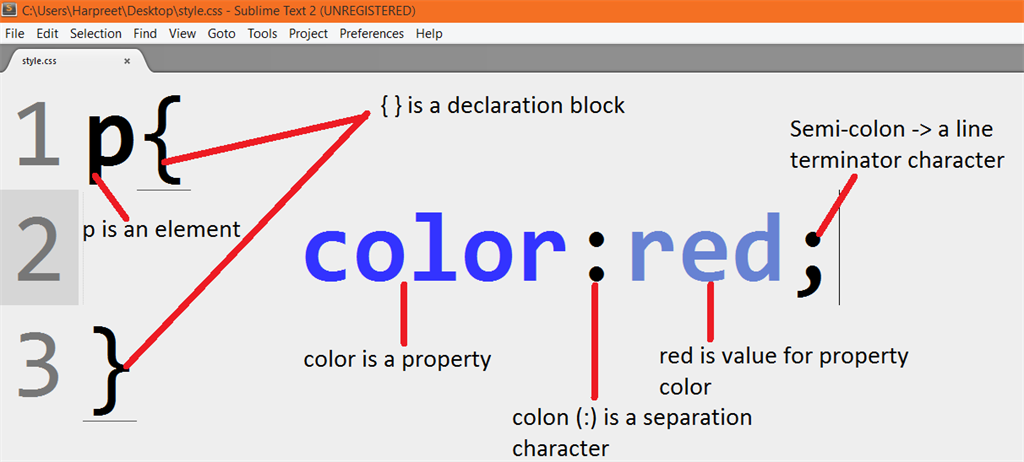 C:\Users\Harpreet\Desktop\style.css - Sublime Text 2 (UNREGISTERED)
File Edit Selection Find View Goto Tools Project Preferences Help
style.css ×
{ } is a declaration block
1 p{
Semi-colon -> a line
terminator character
p is an element
2 color:red;
color is a property
red is value for property
color
3 }
colon (:) is a separation
character